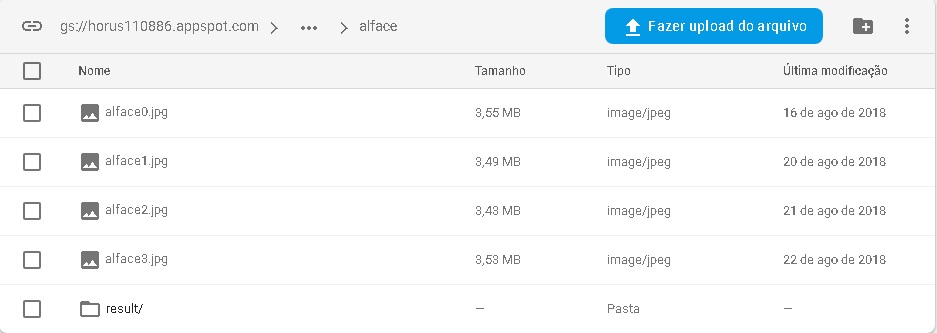 gs://horus110886.appspot.com > ... > alface Fazer upload do arquivo
Nome Tamanho Tipo Última modificação
alface0.jpg 3,55 MB image/jpeg 16 de ago de 2018
alface1.jpg 3,49 MB image/jpeg 20 de ago de 2018
alface2.jpg 3,43 MB image/jpeg 21 de ago de 2018
alface3.jpg 3,53 MB image/jpeg 22 de ago de 2018
result/ — Pasta —